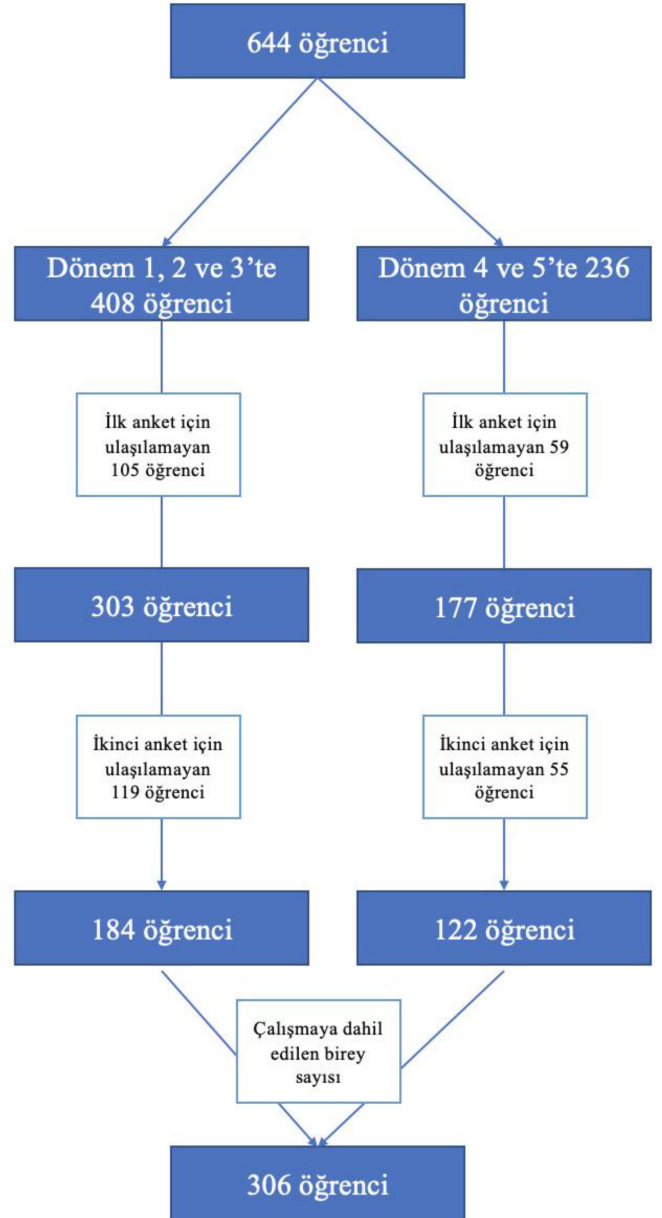 644 öğrenci
Dönem 1, 2 ve 3’te
408 öğrenci
Dönem 4 ve 5’te 236
öğrenci
İlk anket için
ulaşılamayan
105 öğrenci
İlk anket için
ulaşılamayan 59
öğrenci
303 öğrenci
177 öğrenci
İkinci anket için
ulaşılamayan
119 öğrenci
İkinci anket için
ulaşılamayan 55
öğrenci
184 öğrenci
122 öğrenci
Çalışmaya dahil
edilen birey
sayısı
306 öğrenci